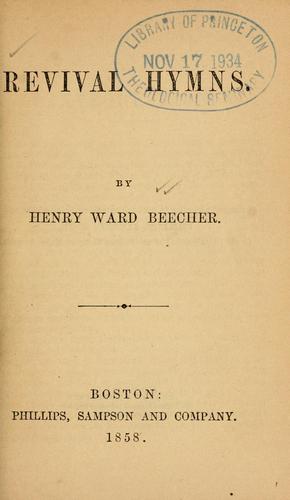 LIBRARY OF PRINCETON
NOV 17 1934
THEOLOGICAL SEMINARY
REVIVAL HYMNS.
BY
HENRY WARD BEECHER.
BOSTON:
PHILLIPS, SAMPSON AND COMPANY.
1858.